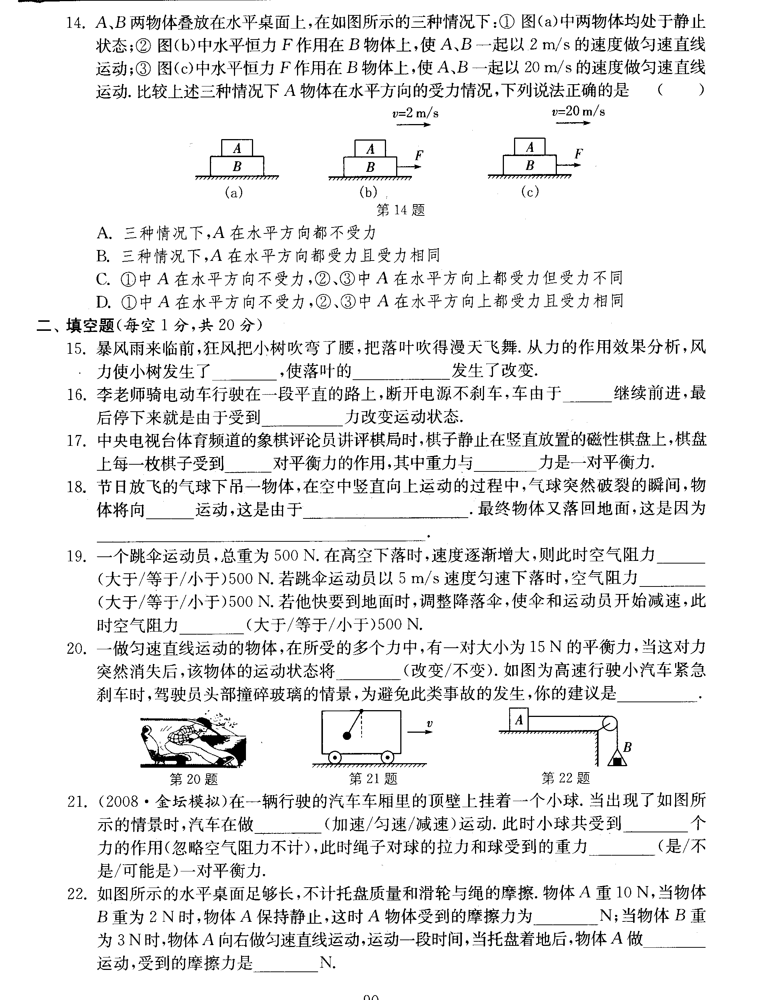 14. A、B两物体叠放在水平桌面上,在如图所示的三种情况下:① 图(a)中两物体均处于静止
状态;② 图(b)中水平恒力 F 作用在 B 物体上,使 A、B 一起以 2 m/s 的速度做匀速直线
运动;③ 图(c)中水平恒力 F 作用在 B 物体上,使 A、B 一起以 20 m/s 的速度做匀速直线
运动. 比较上述三种情况下 A 物体在水平方向的受力情况,下列说法正确的是 (  )
v=2 m/s
v=20 m/s
A
B
(a)
A
B
F
(b)
A
B
F
(c)
第 14 题
A. 三种情况下,A 在水平方向都不受力
B. 三种情况下,A 在水平方向都受力且受力相同
C. ①中 A 在水平方向不受力,②、③中 A 在水平方向上都受力但受力不同
D. ①中 A 在水平方向不受力,②、③中 A 在水平方向上都受力且受力相同
二、填空题(每空 1 分,共 20 分)
15. 暴风雨来临前,狂风把小树吹弯了腰,把落叶吹得漫天飞舞. 从力的作用效果分析,风
力使小树发生了________,使落叶的____________发生了改变.
16. 李老师骑电动车行驶在一段平直的路上,断开电源不刹车,车由于______继续前进,最
后停下来就是由于受到__________力改变运动状态.
17. 中央电视台体育频道的象棋评论员讲评棋局时,棋子静止在竖直放置的磁性棋盘上,棋盘
上每一枚棋子受到______对平衡力的作用,其中重力与________力是一对平衡力.
18. 节日放飞的气球下吊一物体,在空中竖直向上运动的过程中,气球突然破裂的瞬间,物
体将向______运动,这是由于____________________. 最终物体又落回地面,这是因为
________________________________________.
19. 一个跳伞运动员,总重为 500 N. 在高空下落时,速度逐渐增大,则此时空气阻力______
(大于/等于/小于)500 N. 若跳伞运动员以 5 m/s 速度匀速下落时,空气阻力________
(大于/等于/小于)500 N. 若他快要到地面时,调整降落伞,使伞和运动员开始减速,此
时空气阻力________(大于/等于/小于)500 N.
20. 一做匀速直线运动的物体,在所受的多个力中,有一对大小为 15 N 的平衡力,当这对力
突然消失后,该物体的运动状态将________(改变/不变). 如图为高速行驶小汽车紧急
刹车时,驾驶员头部撞碎玻璃的情景,为避免此类事故的发生,你的建议是__________.
v
A
B
第 20 题
第 21 题
第 22 题
21. (2008·金坛模拟)在一辆行驶的汽车车厢里的顶壁上挂着一个小球. 当出现了如图所
示的情景时,汽车在做________(加速/匀速/减速)运动. 此时小球共受到________个
力的作用(忽略空气阻力不计),此时绳子对球的拉力和球受到的重力________(是/不
是/可能是)一对平衡力.
22. 如图所示的水平桌面足够长,不计托盘质量和滑轮与绳的摩擦. 物体 A 重 10 N,当物体
B 重为 2 N 时,物体 A 保持静止,这时 A 物体受到的摩擦力为________N;当物体 B 重
为 3 N时,物体 A 向右做匀速直线运动,运动一段时间,当托盘着地后,物体 A 做________
运动,受到的摩擦力是________N.